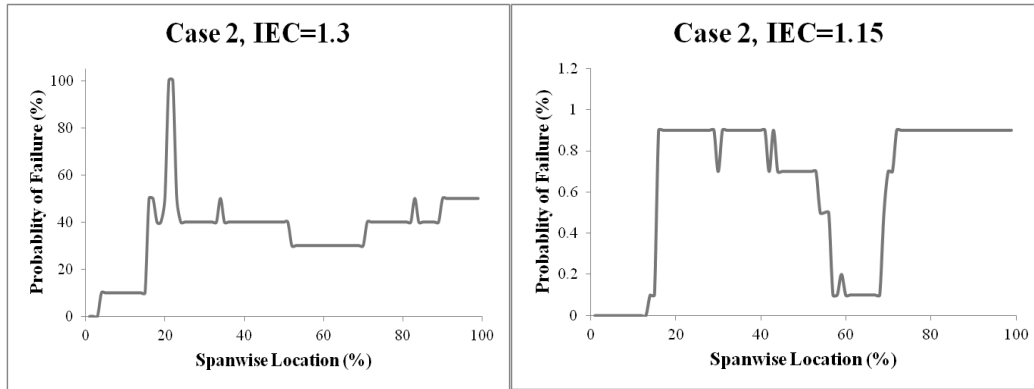 Case 2, IEC=1.3
Probablity of Failure (%)
100
80
60
40
20
0
0 20 40 60 80 100
Spanwise Location (%)
Case 2, IEC=1.15
Probablity of Failure (%)
1.2
1
0.8
0.6
0.4
0.2
0
0 20 40 60 80 100
Spanwise Location (%)